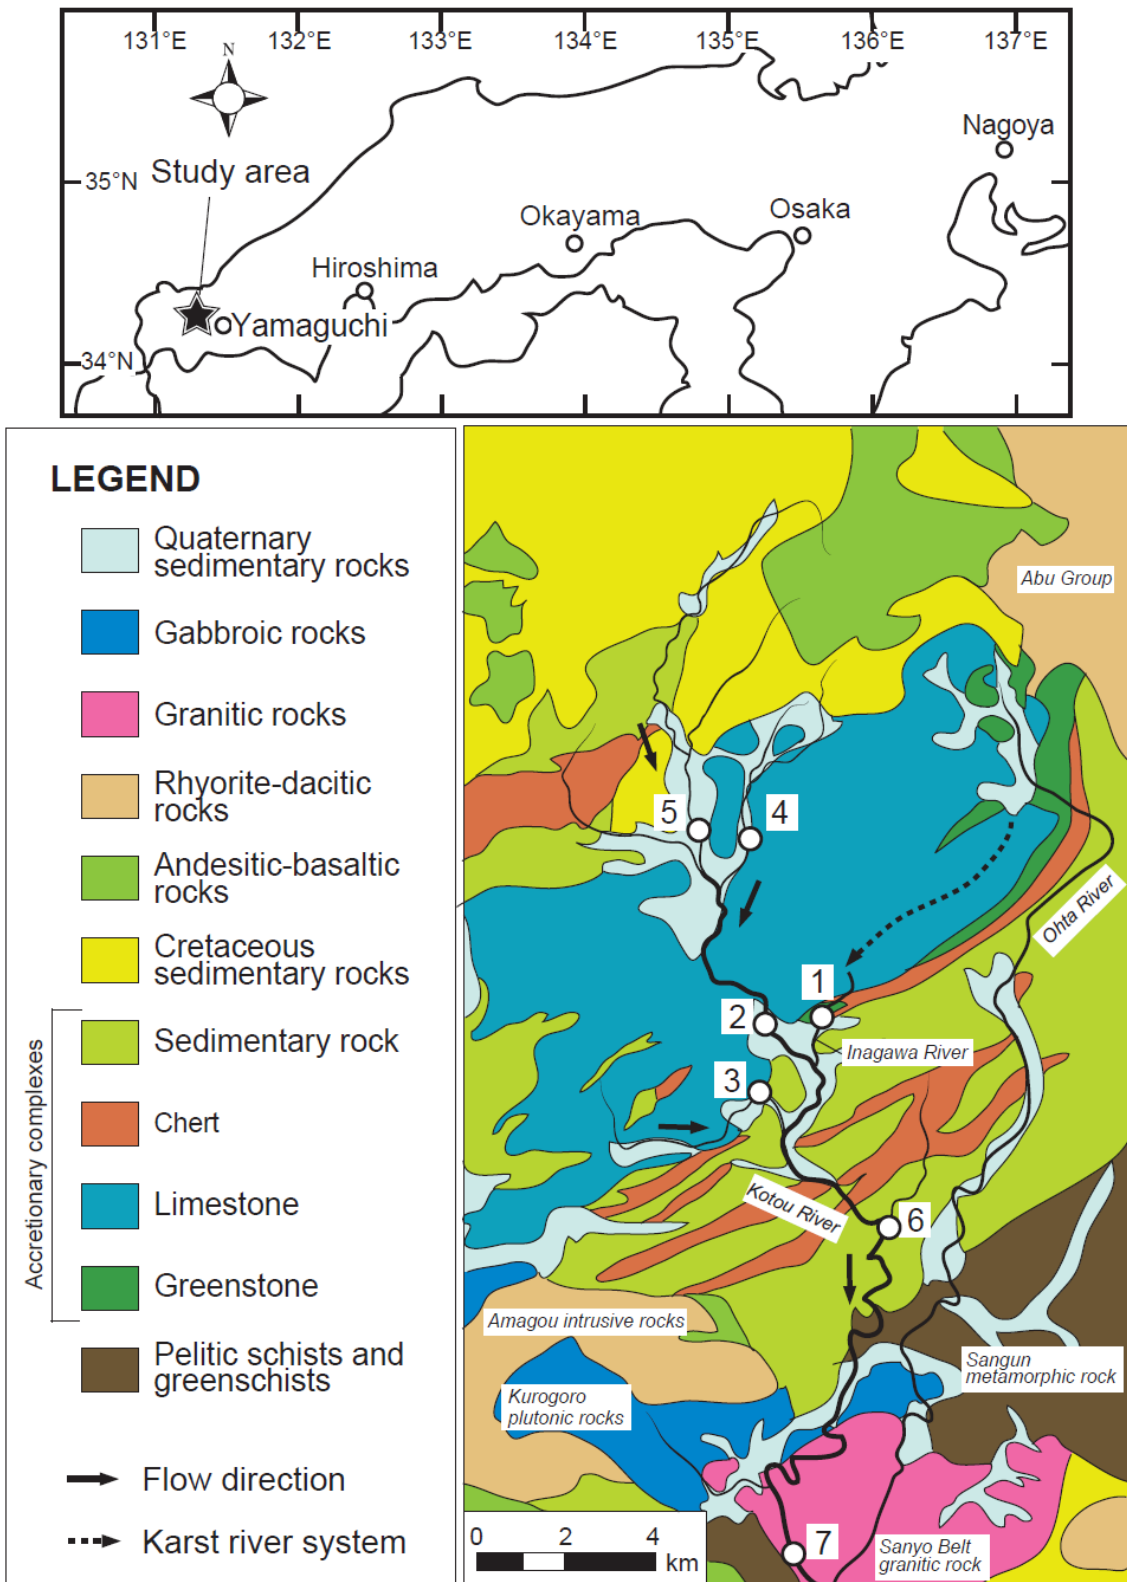 131°E 132°E 133°E 134°E 135°E 136°E 137°E
N
Nagoya
Study area
35°N
Okayama
Osaka
Hiroshima
Yamaguchi
34°N
LEGEND
Quaternary
sedimentary rocks
Gabbroic rocks
Granitic rocks
Rhyorite-dacitic
rocks
Andesitic-basaltic
rocks
Cretaceous
sedimentary rocks
Accretionary complexes
Sedimentary rock
Chert
Limestone
Greenstone
Pelitic schists and
greenschists
Flow direction
Karst river system
Abu Group
5
4
Ohta River
1
2
Inagawa River
3
Kotou River
6
Amagou intrusive rocks
Sangun
metamorphic rock
Kurogoro
plutonic rocks
0 2 4
km
7
Sanyo Belt
granitic rock